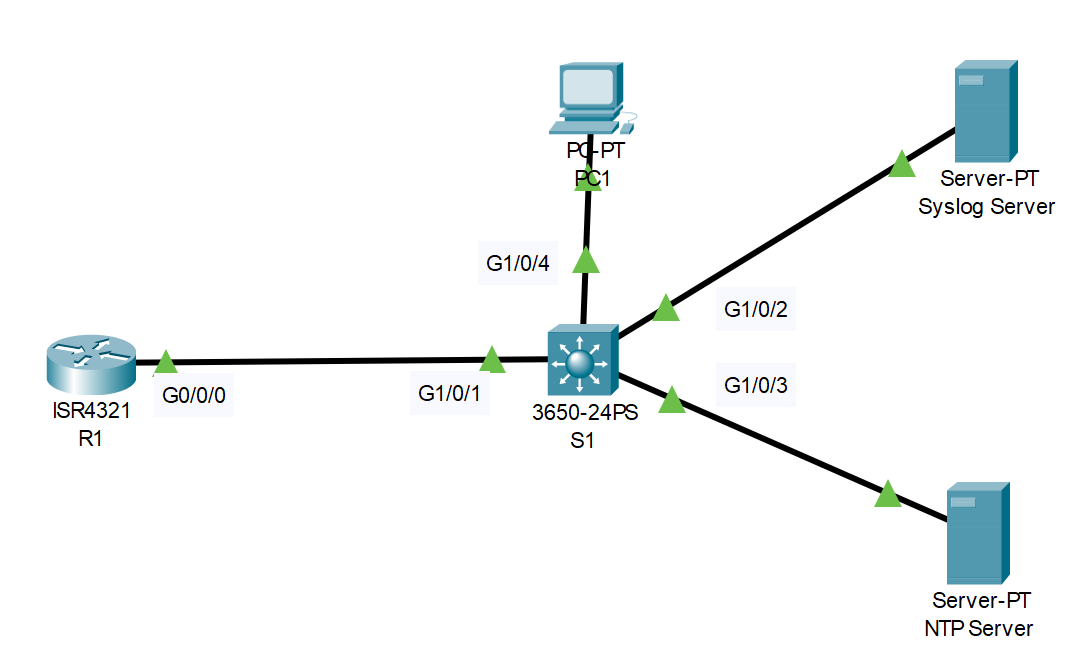 PC-PT
PC1
Server-PT
Syslog Server
G1/0/4
G1/0/2
G0/0/0
G1/0/1
G1/0/3
ISR4321
R1
3650-24PS
S1
Server-PT
NTP Server